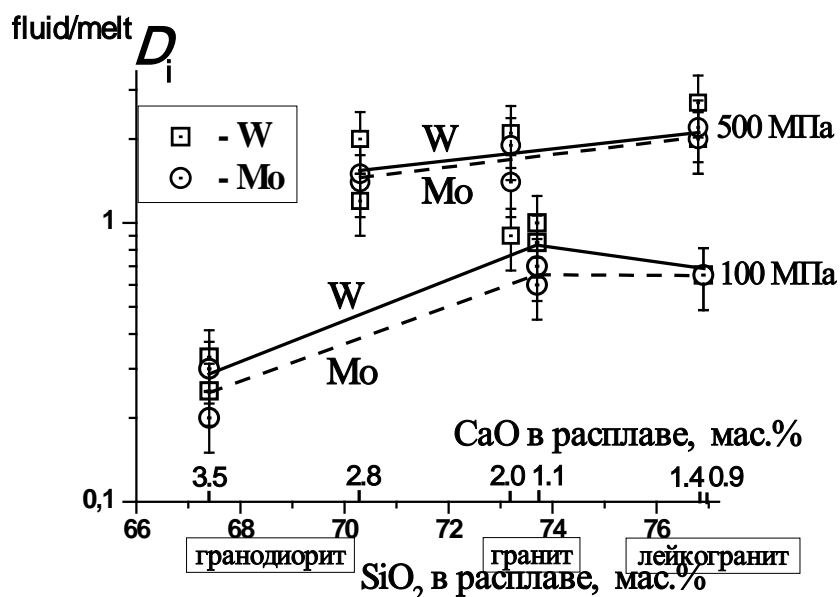 fluid/melt
Di
- W
- Mo
W
Mo
500 МПа
1
W
Mo
100 МПа
CaO в расплаве, мас.%
3.5 2.8 2.0 1.1 1.4 0.9
0,1
66 68 70 72 74 76
гранодиорит гранит лейкогранит
SiO2 в расплаве, мас.%